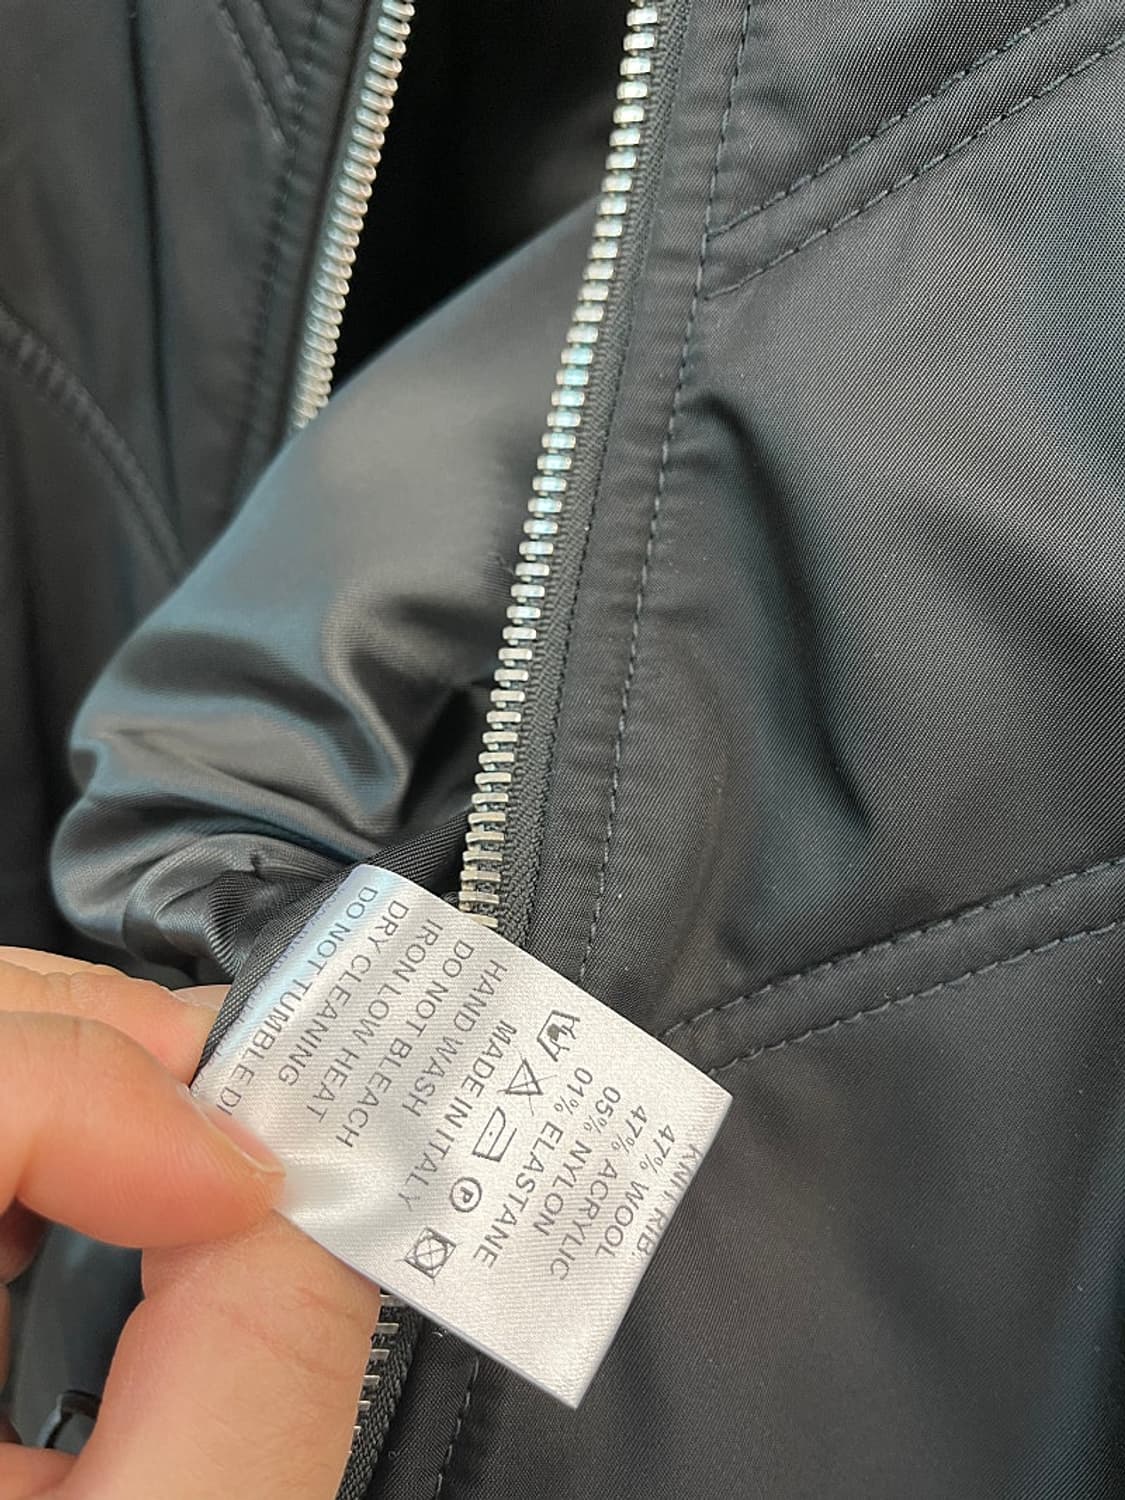 KNIT RIB:
47% WOOL
47% ACRYLIC
05% NYLON
01% ELASTANE
P
MADE IN ITALY
HAND WASH
DO NOT BLEACH
IRON LOW HEAT
DRY CLEANING
DO NOT TUMBLE D